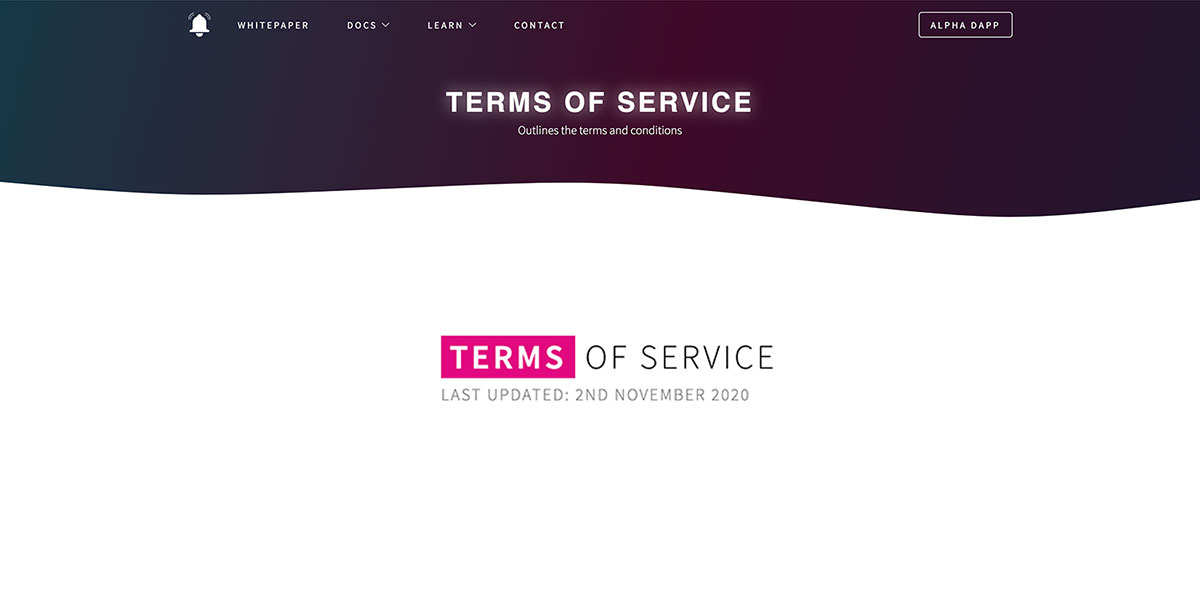 WHITEPAPER DOCS LEARN CONTACT ALPHA DAPP
TERMS OF SERVICE
Outlines the terms and conditions
TERMS OF SERVICE
LAST UPDATED: 2ND NOVEMBER 2020